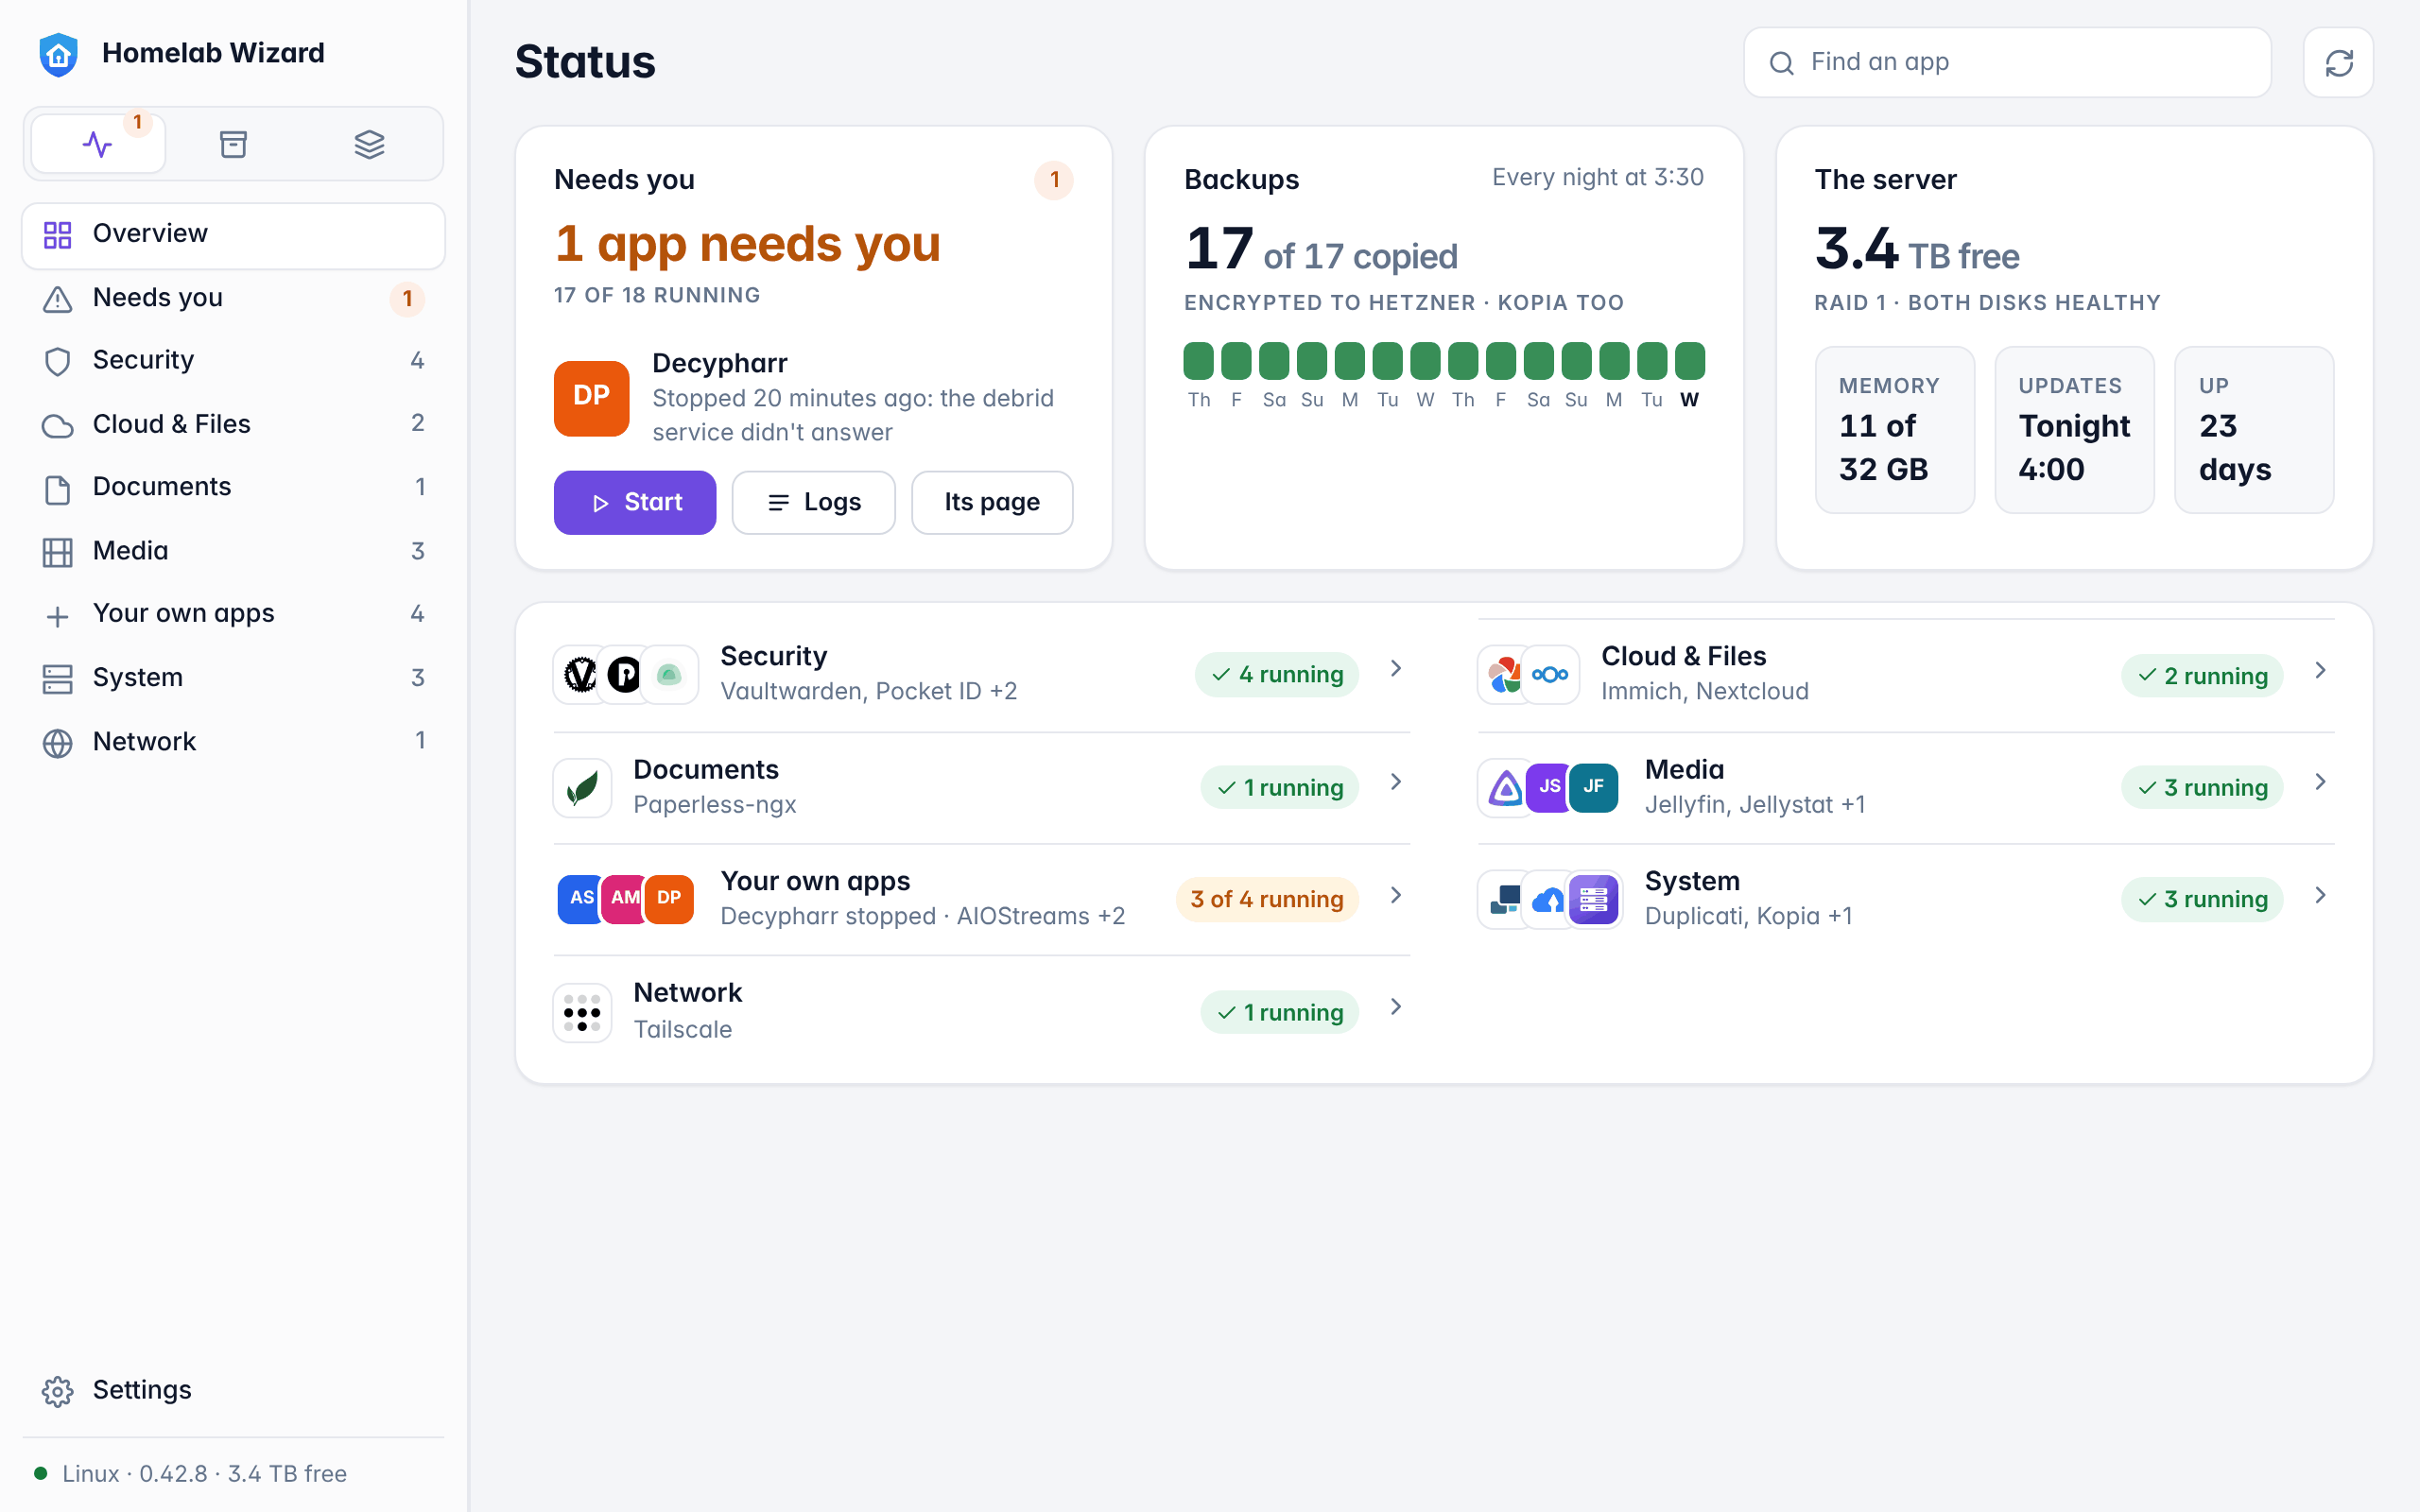 Homelab Wizard
1
Overview
Needs you 1
Security 4
Cloud & Files 2
Documents 1
Media 3
Your own apps 4
System 3
Network 1
Settings
Linux · 0.42.8 · 3.4 TB free
Status
Find an app
Needs you 1
1 app needs you
17 OF 18 RUNNING
DP
Decypharr
Stopped 20 minutes ago: the debrid
service didn't answer
Start Logs Its page
Backups Every night at 3:30
17 of 17 copied
ENCRYPTED TO HETZNER · KOPIA TOO
Th F Sa Su M Tu W Th F Sa Su M Tu W
The server
3.4 TB free
RAID 1 · BOTH DISKS HEALTHY
MEMORY
11 of
32 GB
UPDATES
Tonight
4:00
UP
23
days
Security
Vaultwarden, Pocket ID +2
4 running
Cloud & Files
Immich, Nextcloud
2 running
Documents
Paperless-ngx
1 running
JS JF
Media
Jellyfin, Jellystat +1
3 running
AS AM DP
Your own apps
Decypharr stopped · AIOStreams +2
3 of 4 running
System
Duplicati, Kopia +1
3 running
Network
Tailscale
1 running